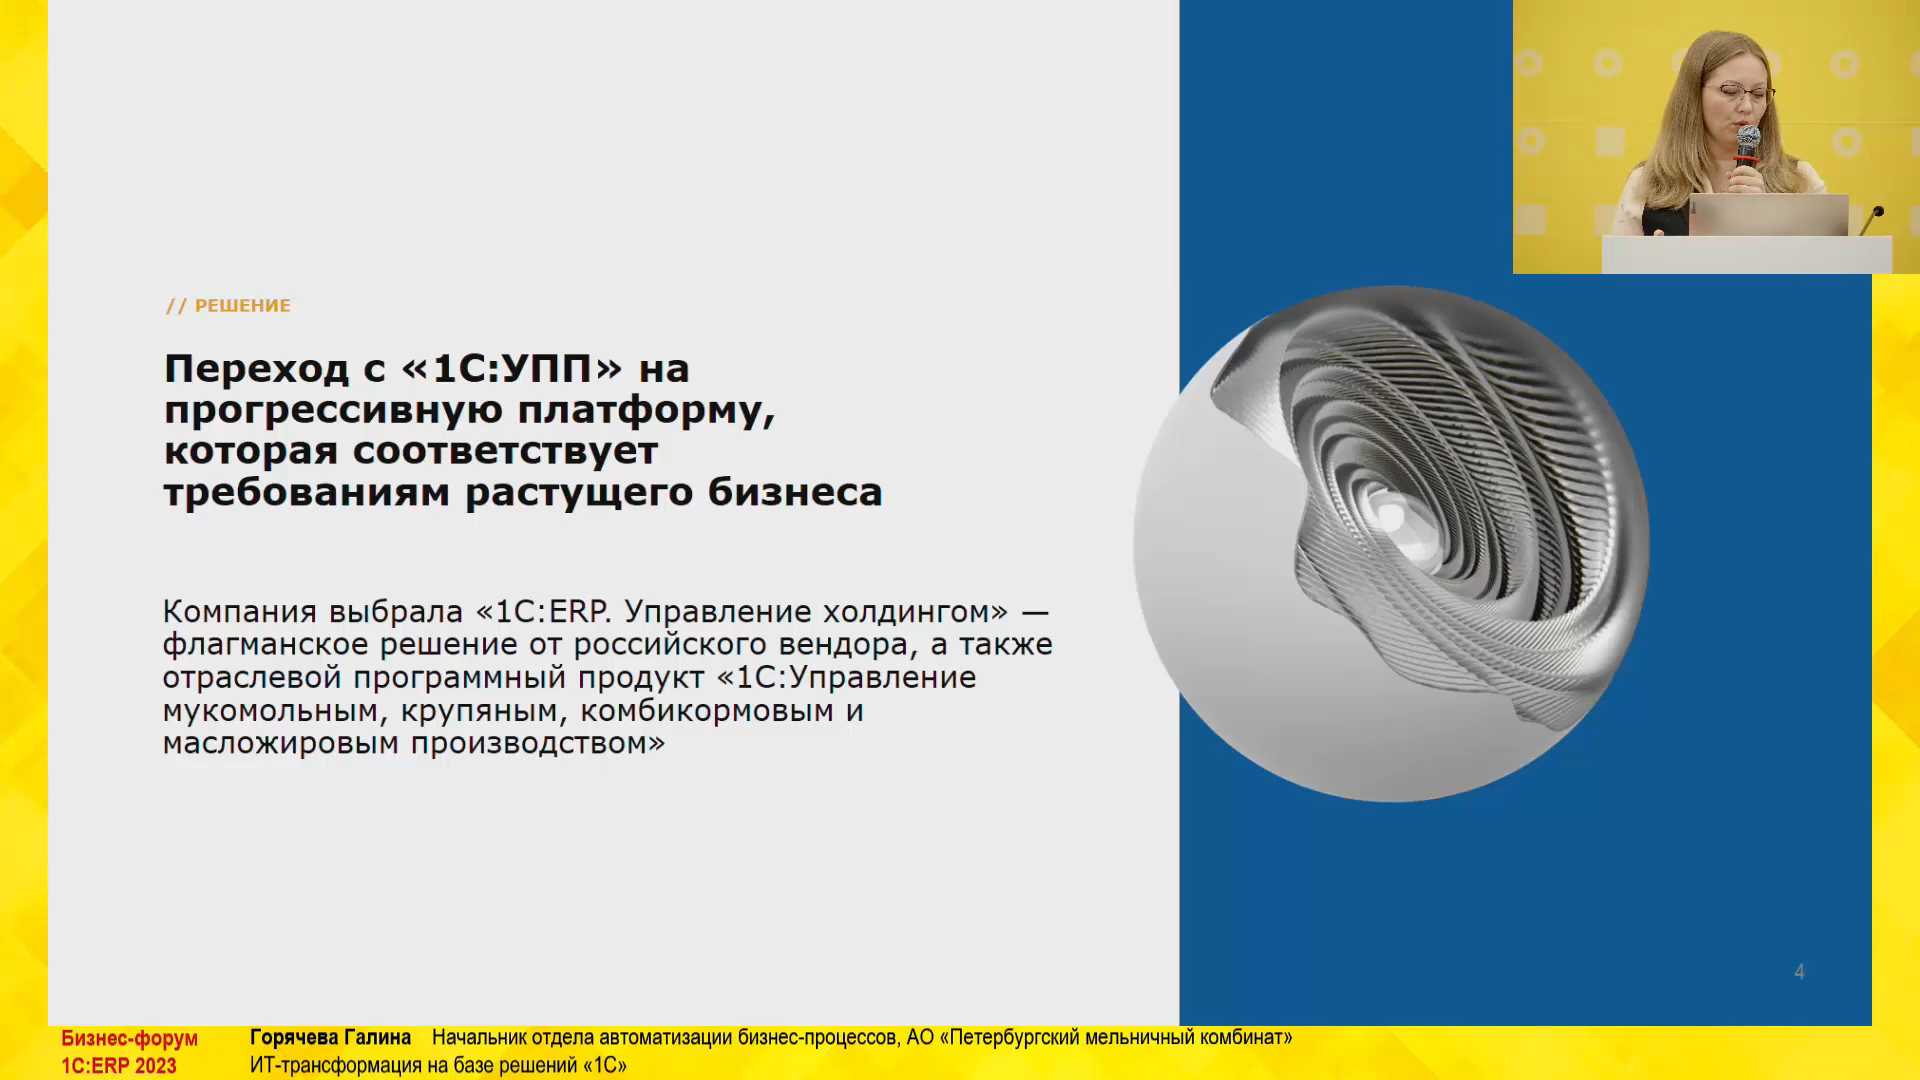 // РЕШЕНИЕ
Переход с «1С:УПП» на
прогрессивную платформу,
которая соответствует
требованиям растущего бизнеса
Компания выбрала «1С:ERP. Управление холдингом» —
флагманское решение от российского вендора, а также
отраслевой программный продукт «1С:Управление
мукомольным, крупяным, комбикормовым и
масложировым производством»
4
Бизнес-форум
1С:ERP 2023
Горячева Галина Начальник отдела автоматизации бизнес-процессов, АО «Петербургский мельничный комбинат»
ИТ-трансформация на базе решений «1С»